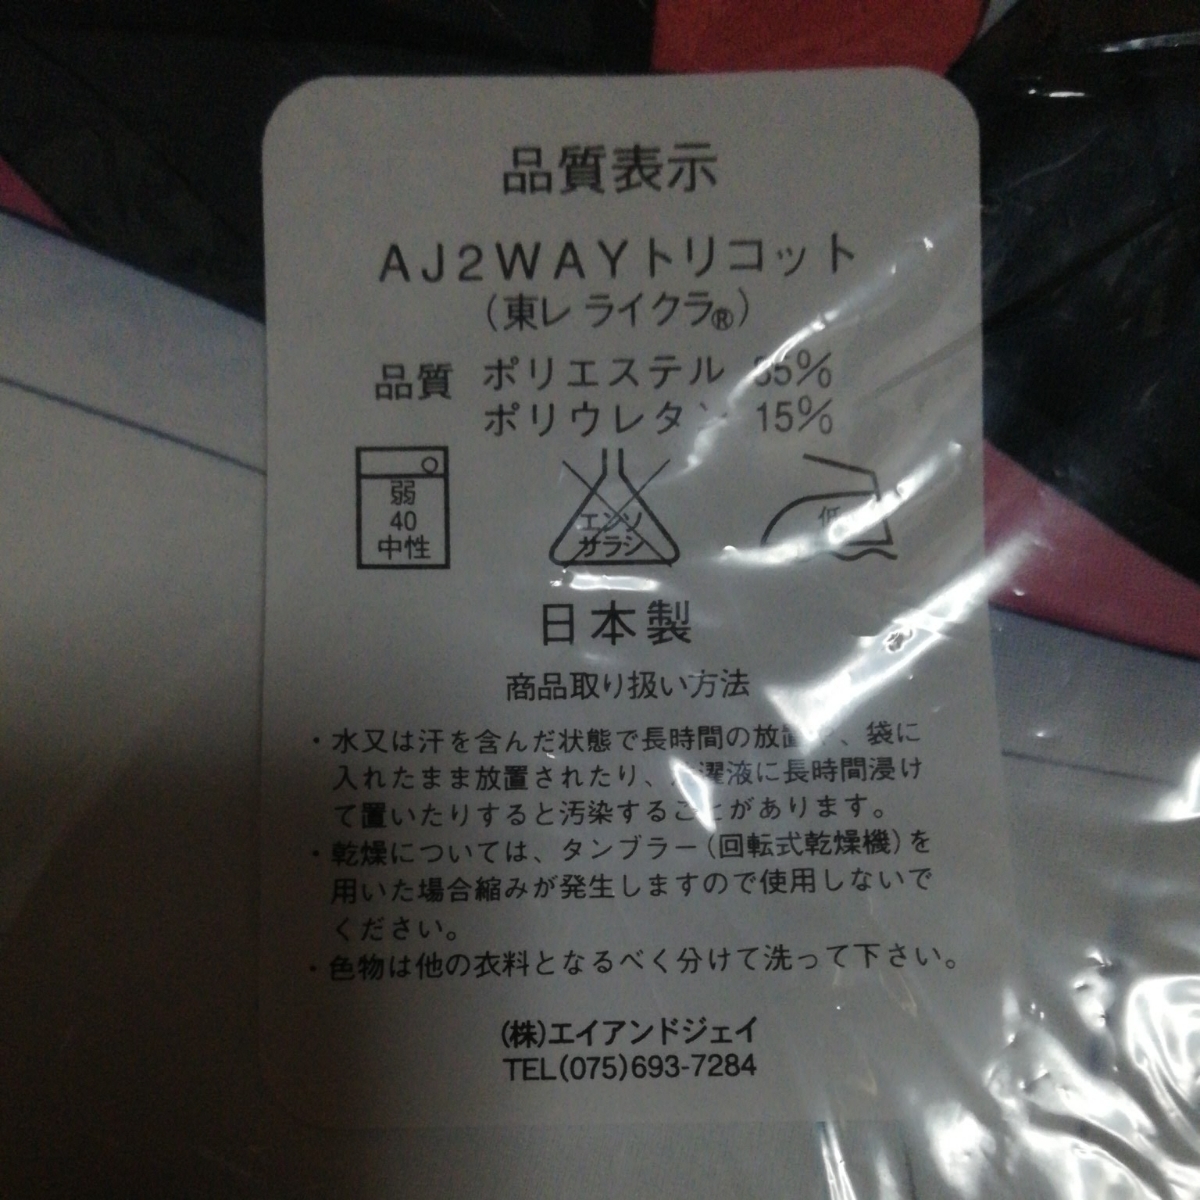 品質表示
AJ2WAYトリコット
(東レ ライクラ®)
品質 ポリエステル 85%
ポリウレタン 15%
弱
40
中性
エンソ
サラシ
低
日本製
商品取り扱い方法
・水又は汗を含んだ状態で長時間の放置や、袋に
入れたまま放置されたり、洗濯液に長時間浸け
て置いたりすると汚染することがあります。
・乾燥については、タンブラー(回転式乾燥機)を
用いた場合縮みが発生しますので使用しないで
ください。
・色物は他の衣料となるべく分けて洗って下さい。
(株)エイアンドジェイ
TEL(075)693-7284